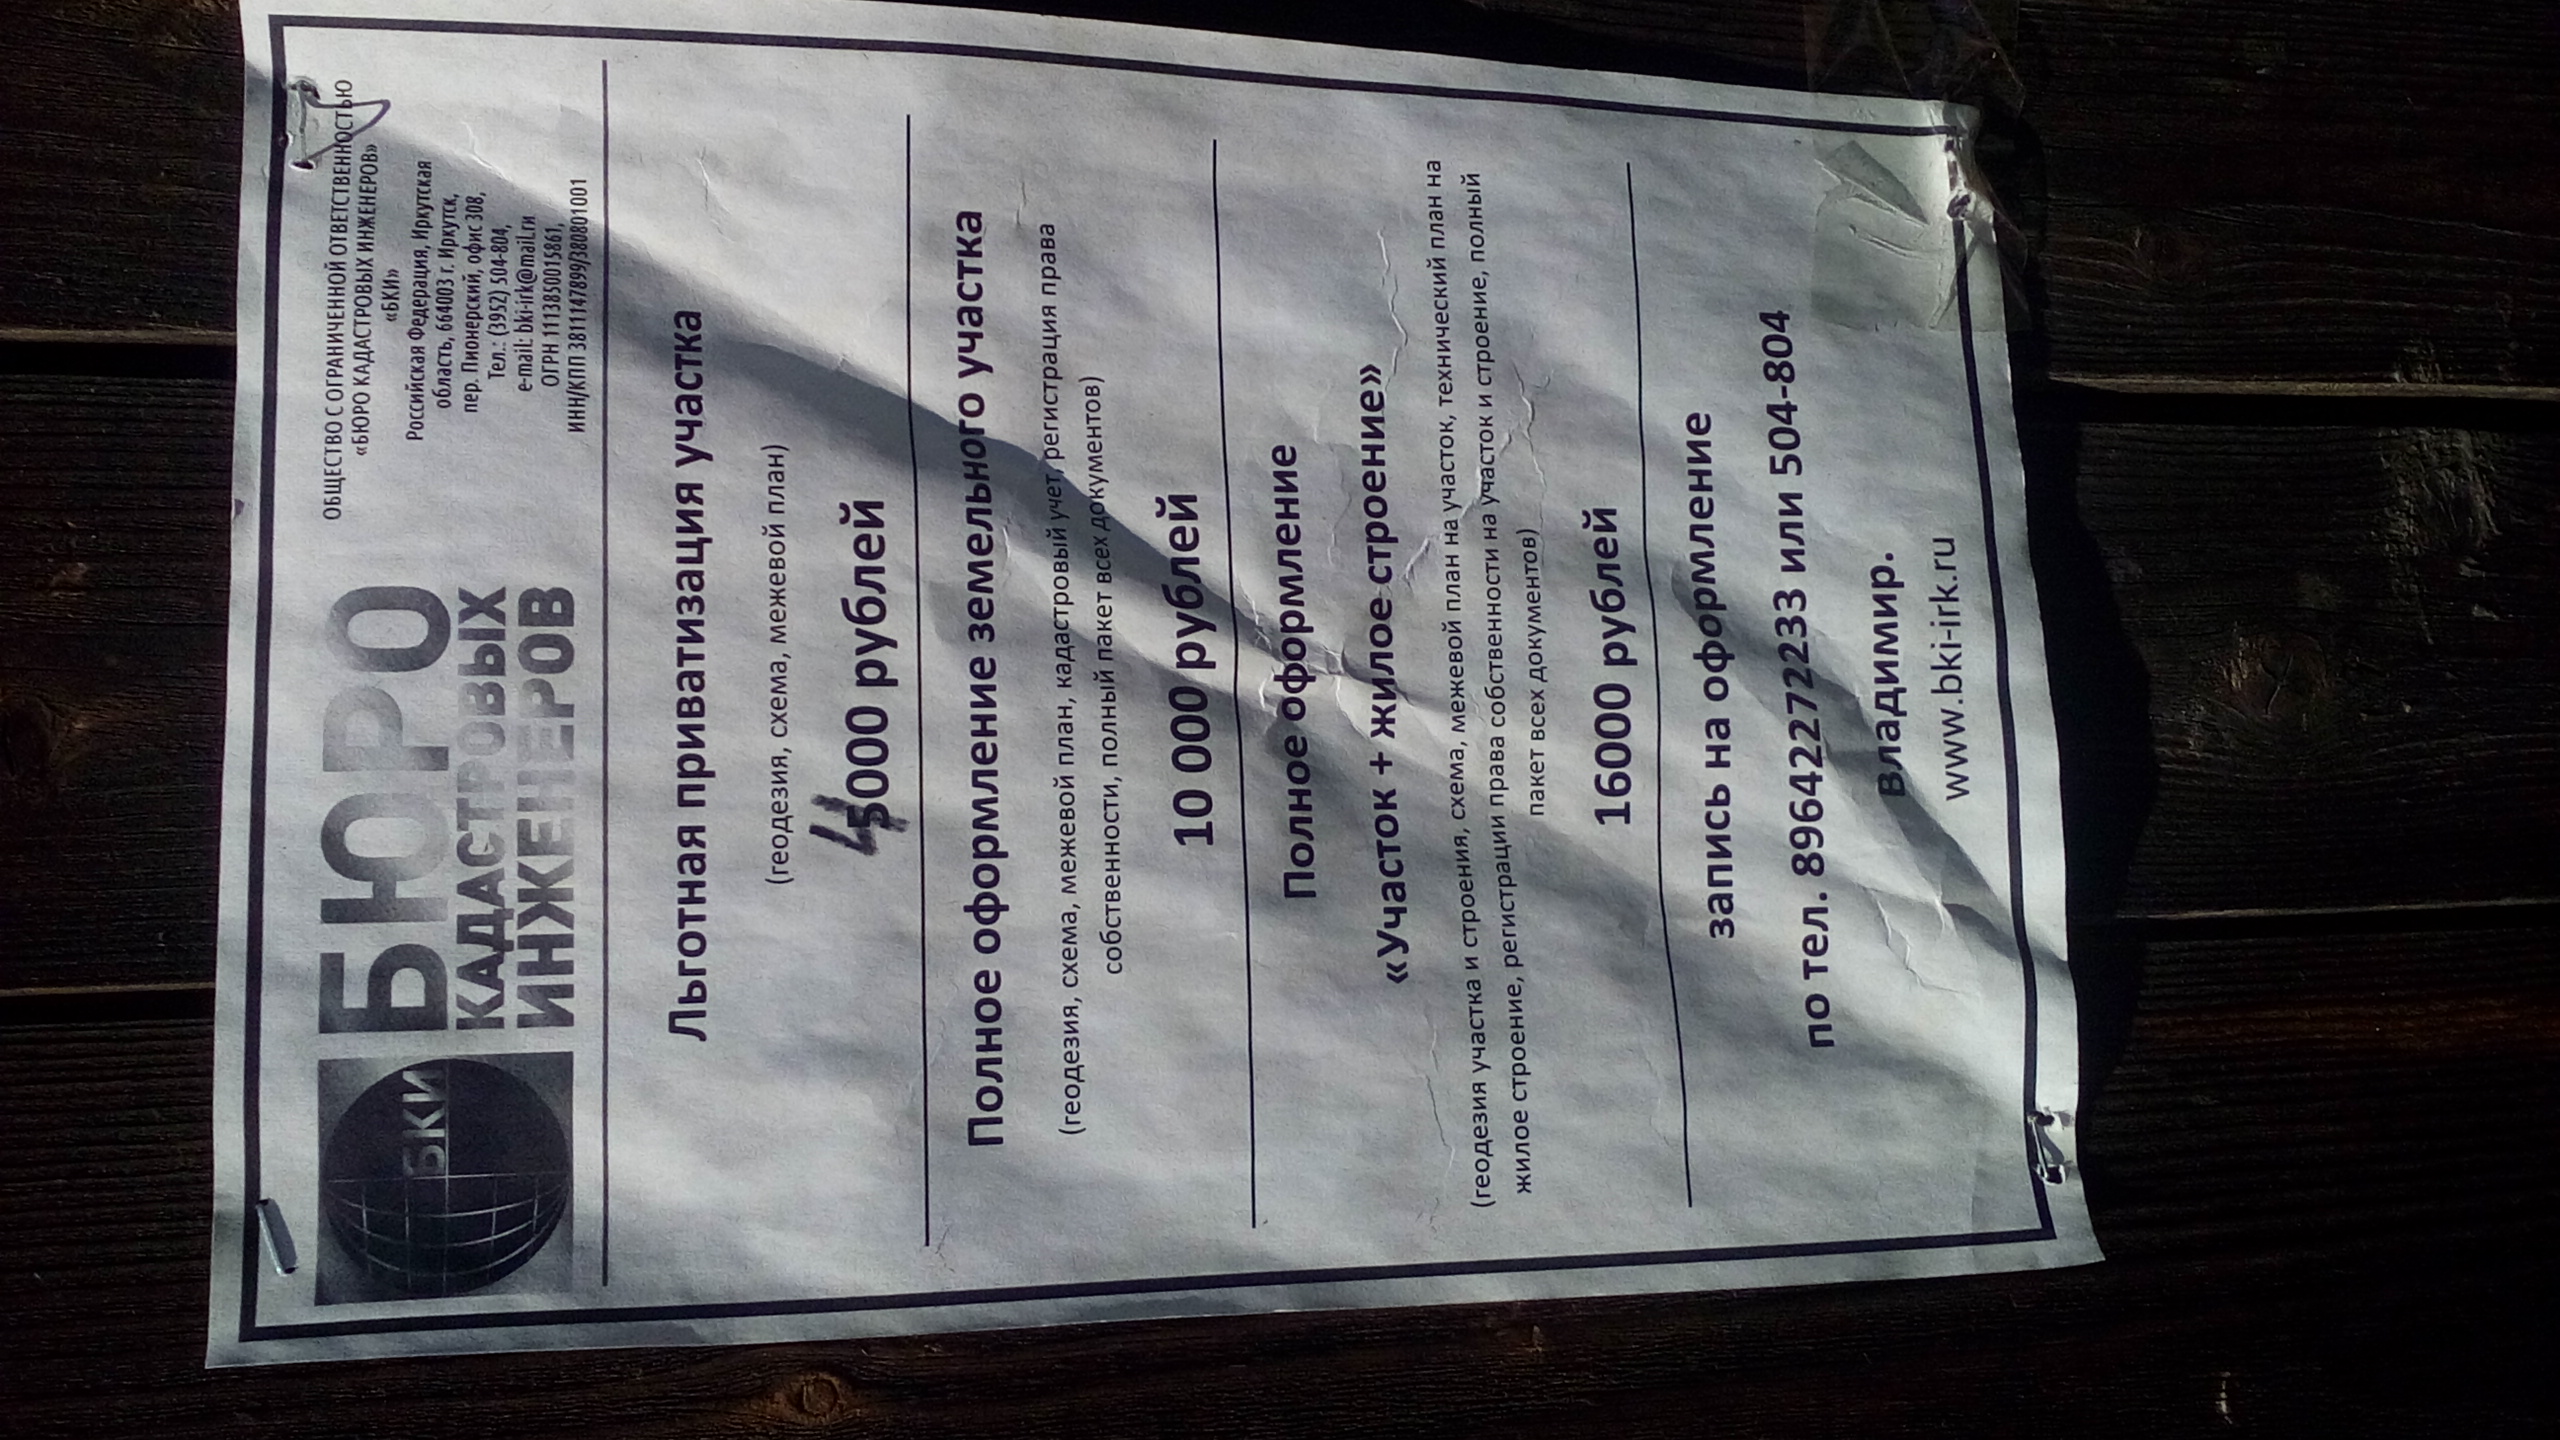 БКИ
БЮРО
КАДАСТРОВЫХ
ИНЖЕНЕРОВ
ОБЩЕСТВО С ОГРАНИЧЕННОЙ ОТВЕТСТВЕННОСТЬЮ
«БЮРО КАДАСТРОВЫХ ИНЖЕНЕРОВ»
«БКИ»
Российская Федерация, Иркутская
область, 664003 г. Иркутск,
пер. Пионерский, офис 308,
Тел.: (3952) 504-804,
e-mail: bki-irk@mail.ru
ОГРН 1113850015861,
ИНН/КПП 3811147899/380801001
Льготная приватизация участка
(геодезия, схема, межевой план)
45000 рублей
Полное оформление земельного участка
(геодезия, схема, межевой план, кадастровый учет, регистрация права
собственности, полный пакет всех документов)
10 000 рублей
Полное оформление
«Участок + жилое строение»
(геодезия участка и строения, схема, межевой план на участок, технический план на
жилое строение, регистрации права собственности на участок и строение, полный
пакет всех документов)
16000 рублей
запись на оформление
по тел. 89642272233 или 504-804
владимир.
www.bki-irk.ru